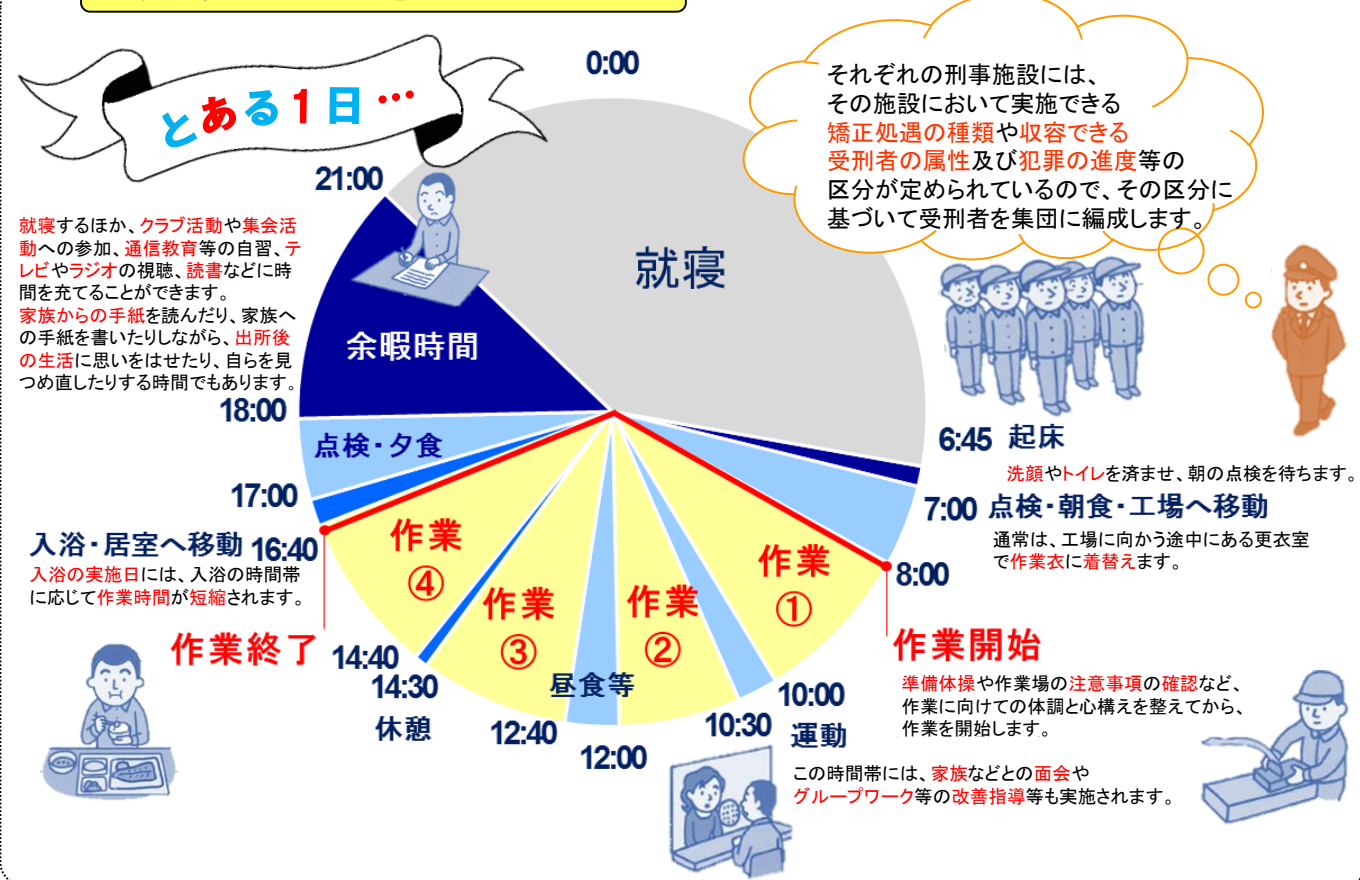 とある1日…
0:00
それぞれの刑事施設には、
その施設において実施できる
矯正処遇の種類や収容できる
受刑者の属性及び犯罪の進度等の
区分が定められているので、その区分に
基づいて受刑者を集団に編成します。
21:00
就寝するほか、クラブ活動や集会活
動への参加、通信教育等の自習、テ
レビやラジオの視聴、読書などに時
間を充てることができます。
家族からの手紙を読んだり、家族へ
の手紙を書いたりしながら、出所後
の生活に思いをはせたり、自らを見
つめ直したりする時間でもあります。
就寝
余暇時間
18:00
点検・夕食
17:00
入浴・居室へ移動 16:40
入浴の実施日には、入浴の時間帯
に応じて作業時間が短縮されます。
作業終了
6:45 起床
洗顔やトイレを済ませ、朝の点検を待ちます。
7:00 点検・朝食・工場へ移動
通常は、工場に向かう途中にある更衣室
で作業衣に着替えます。
8:00
作業開始
準備体操や作業場の注意事項の確認など、
作業に向けての体調と心構えを整えてから、
作業を開始します。
作業
①
作業
②
作業
③
作業
④
昼食等
10:00
運動
10:30
この時間帯には、家族などとの面会や
グループワーク等の改善指導等も実施されます。
12:00
12:40
14:30
休憩
14:40